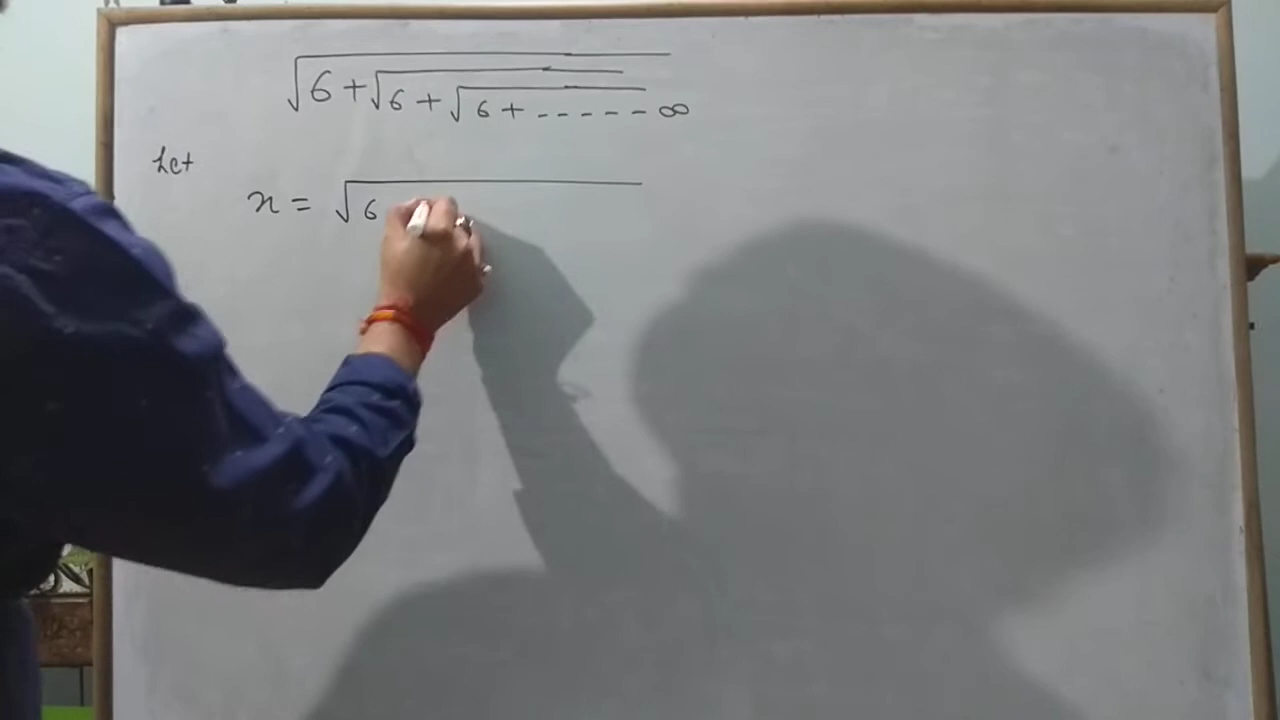 √6+√6+√6+-----∞
Let
x = √6